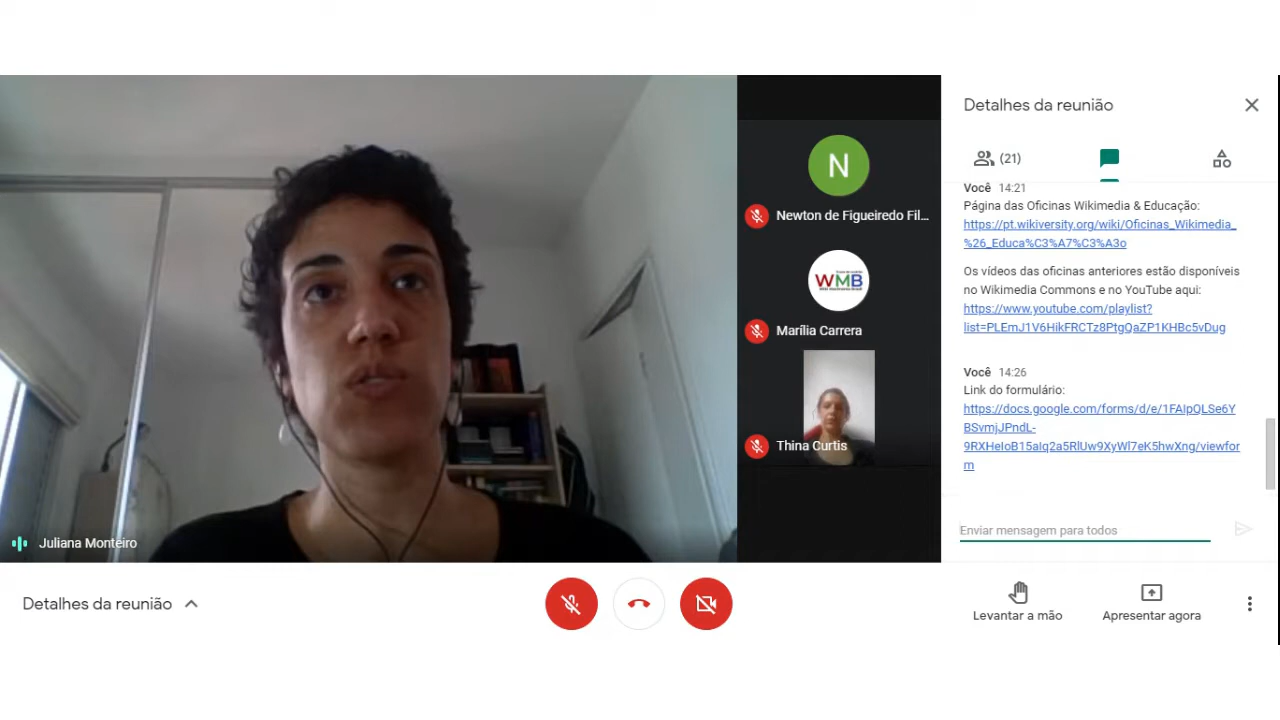 Detalhes da reunião
(21)
Você 14:21
Página das Oficinas Wikimedia & Educação:
https://pt.wikiversity.org/wiki/Oficinas_Wikimedia_
%26_Educa%C3%A7%C3%A3o
Os vídeos das oficinas anteriores estão disponíveis
no Wikimedia Commons e no YouTube aqui:
https://www.youtube.com/playlist?
list=PLEmJ1V6HikFRCTz8PtgQaZP1KHBc5vDug
Você 14:26
Link do formulário:
https://docs.google.com/forms/d/e/1FAIpQLSe6Y
BSvmjJPndL-
9RXHeIoB15aIq2a5RlUw9XyWl7eK5hwXng/viewfor
m
Enviar mensagem para todos
N
Newton de Figueiredo Fil...
WMB
Marília Carrera
Thina Curtis
Juliana Monteiro
Detalhes da reunião
Levantar a mão
Apresentar agora